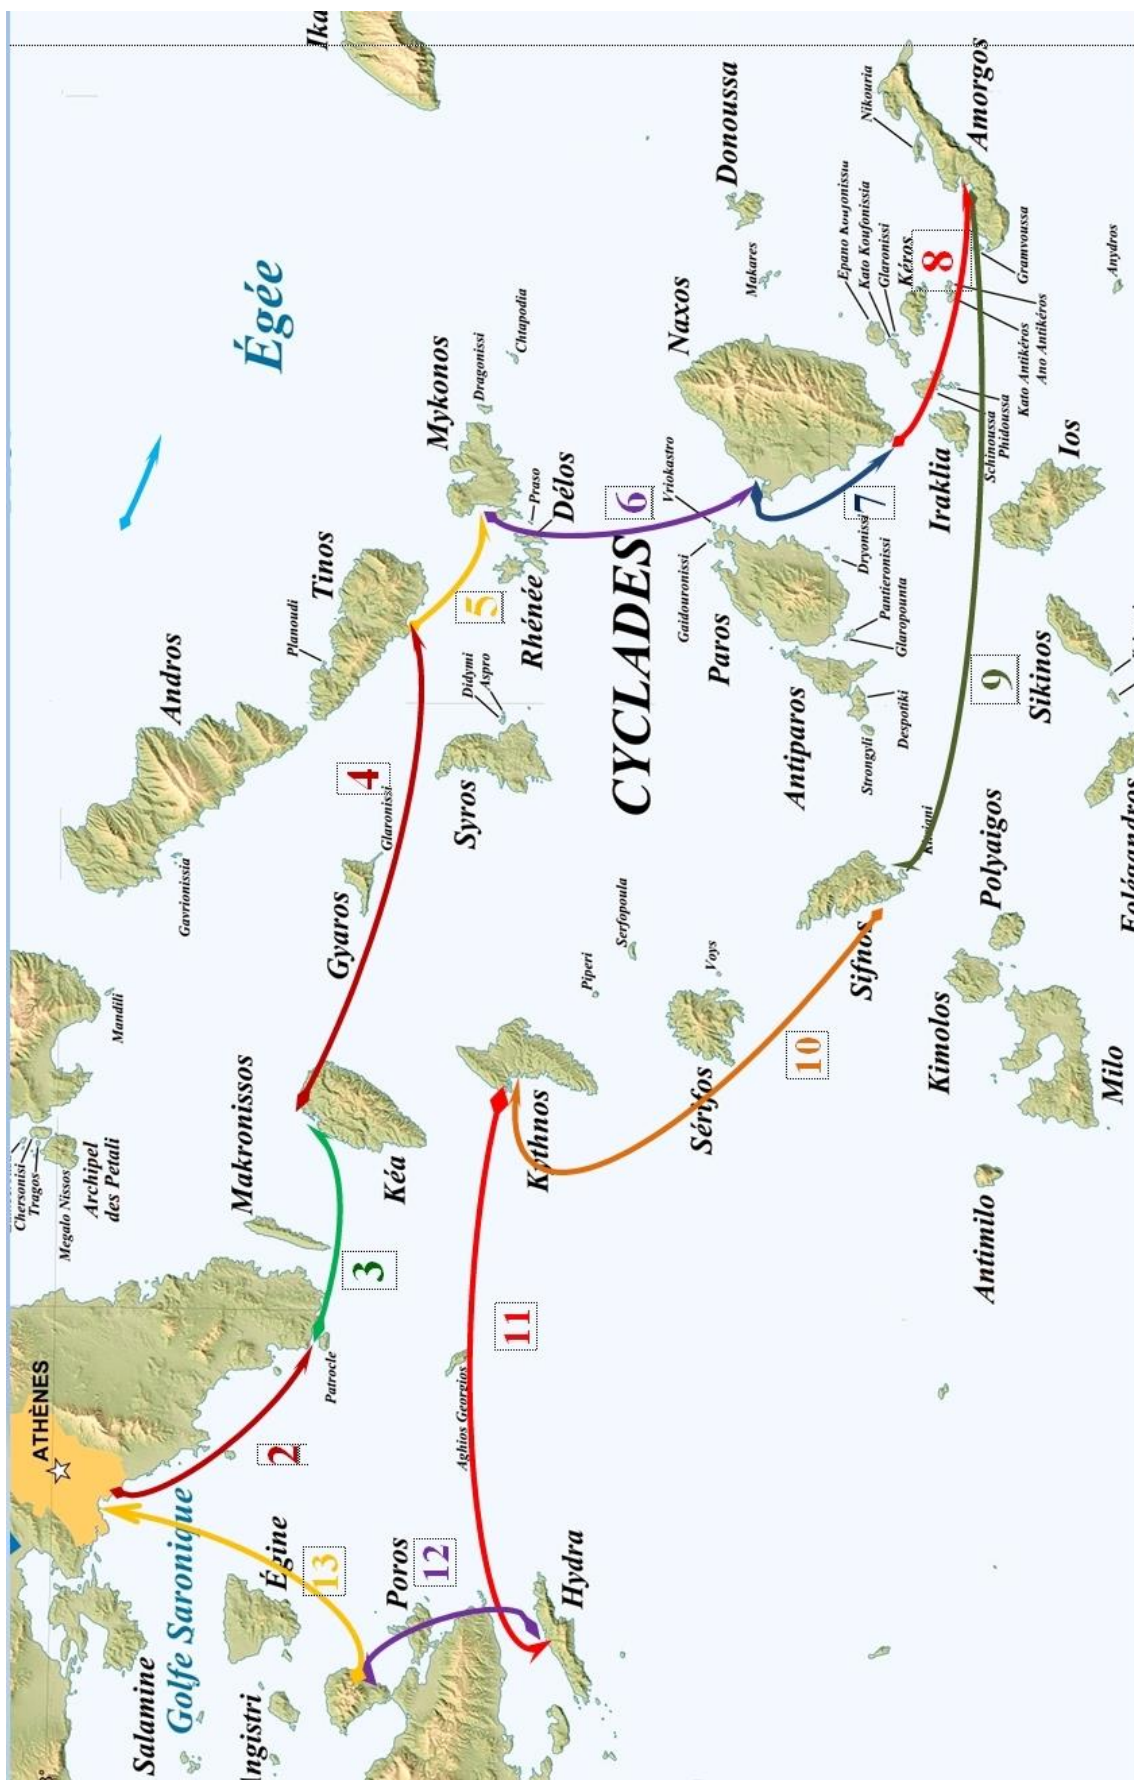 Ika
Égée
Andros
Gavrionissia
Planoudi
Tinos
Mykonos
Dragonissi
Chtapodia
Praso
Délos
Rhénée
Didymi
Aspro
Syros
Gyaros
Glaronissi
Mandili
Chersonisi
Tragos
Megalo Nissos
Archipel
des Petali
Makronissos
Kéa
Patrocle
ATHÈNES
Golfe Saronique
Salamine
Égine
Angistri
Poros
Hydra
Aghios Georgios
Kythnos
Piperi
Serfopoula
Voys
Sérifos
Sifnos
CYCLADES
Paros
Gaidouronissi
Vriokastro
Naxos
Donoussa
Makares
Epano Koufonissia
Kato Koufonissia
Glaronissi
Kéros
Nikouria
Amorgos
Gramvoussa
Anydros
Kato Antikéros
Ano Antikéros
Schinoussa
Phidoussa
Iraklia
Ios
Dryonissi
Pantieronissi
Glaropounta
Antiparos
Despotiki
Strongyli
Sikinos
Folégandros
Polyaigos
Kimolos
Milo
Antimilo
2
3
4
5
6
7
8
9
10
11
12
13